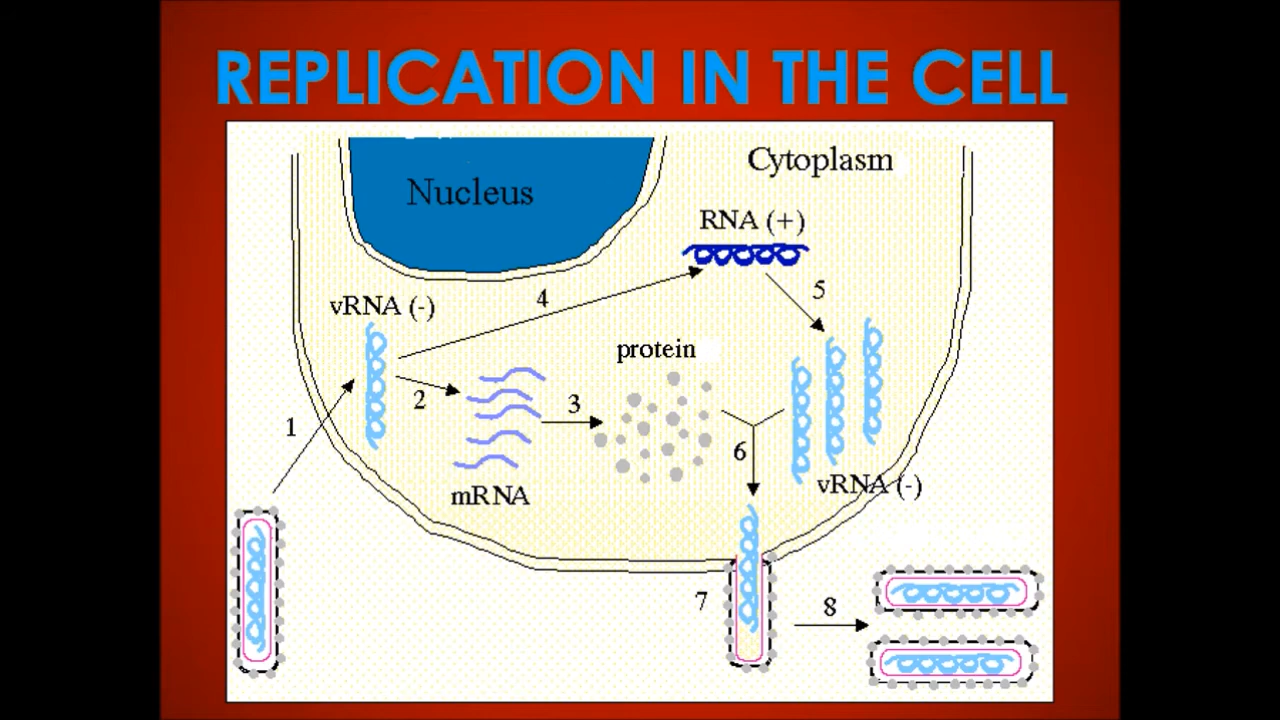 REPLICATION IN THE CELL
Nucleus
Cytoplasm
RNA (+)
vRNA (-)
4
5
protein
2
3
1
6
mRNA
vRNA (-)
7
8